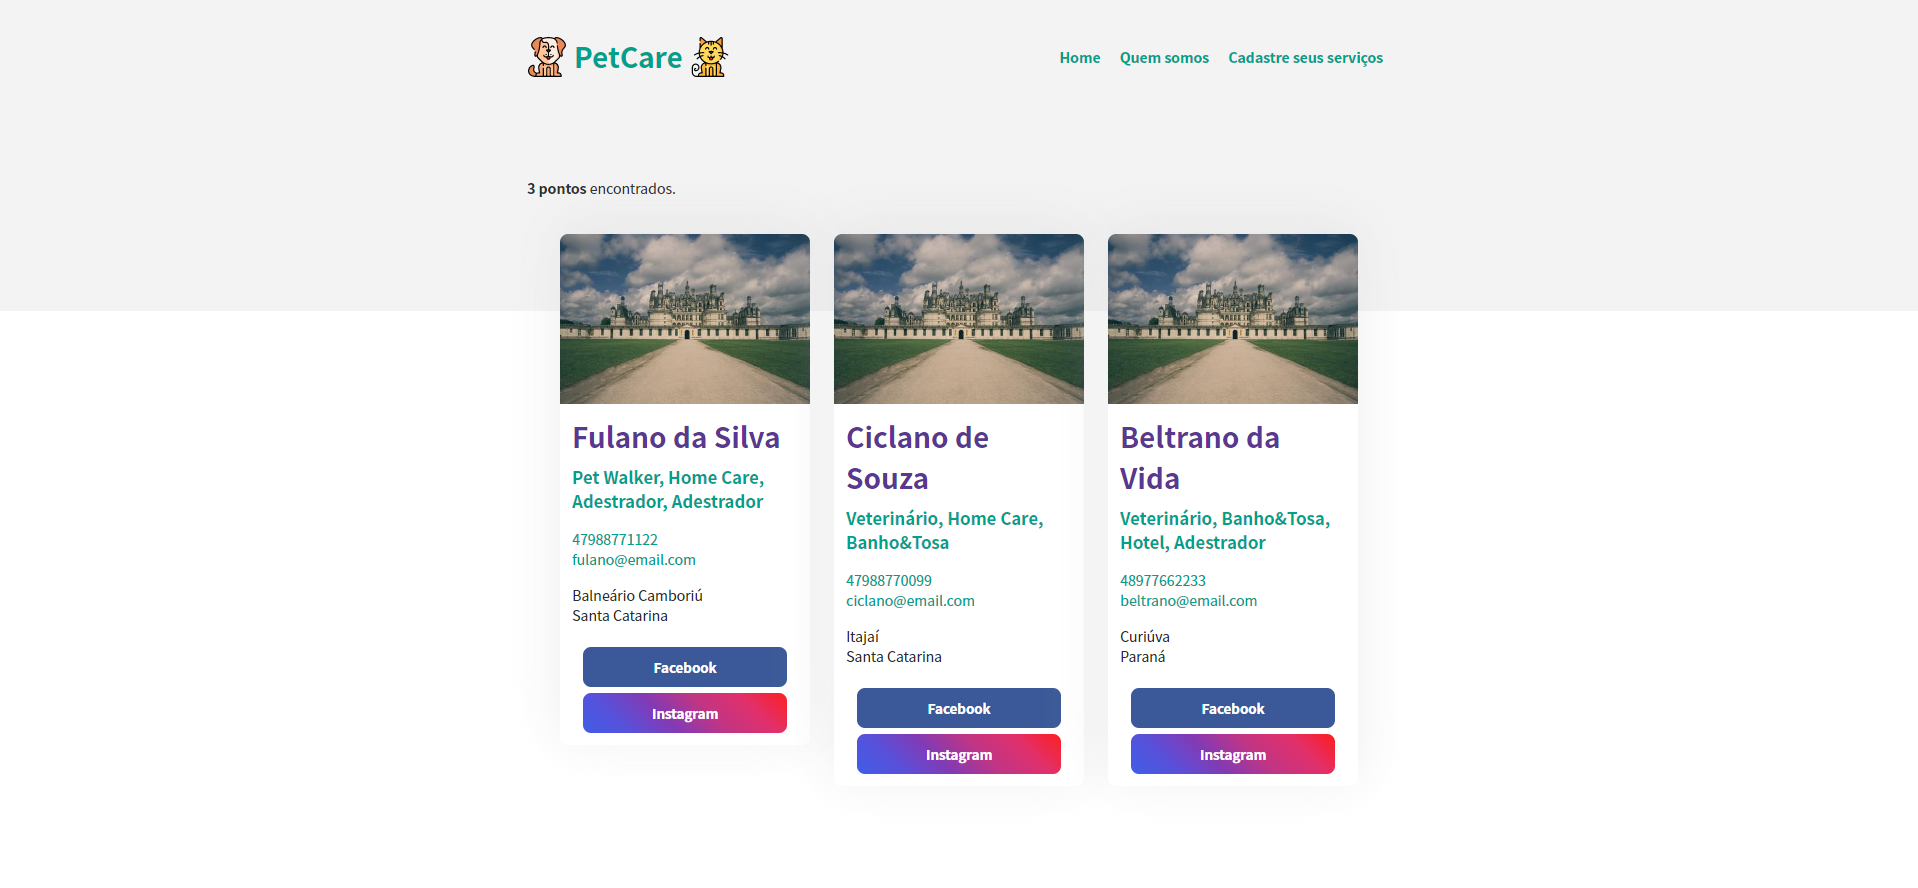 PetCare
Home Quem somos Cadastre seus serviços
3 pontos encontrados.
Fulano da Silva
Pet Walker, Home Care,
Adestrador, Adestrador
47988771122
fulano@email.com
Balneário Camboriú
Santa Catarina
Facebook
Instagram
Ciclano de
Souza
Veterinário, Home Care,
Banho&Tosa
47988770099
ciclano@email.com
Itajaí
Santa Catarina
Facebook
Instagram
Beltrano da
Vida
Veterinário, Banho&Tosa,
Hotel, Adestrador
48977662233
beltrano@email.com
Curiúva
Paraná
Facebook
Instagram